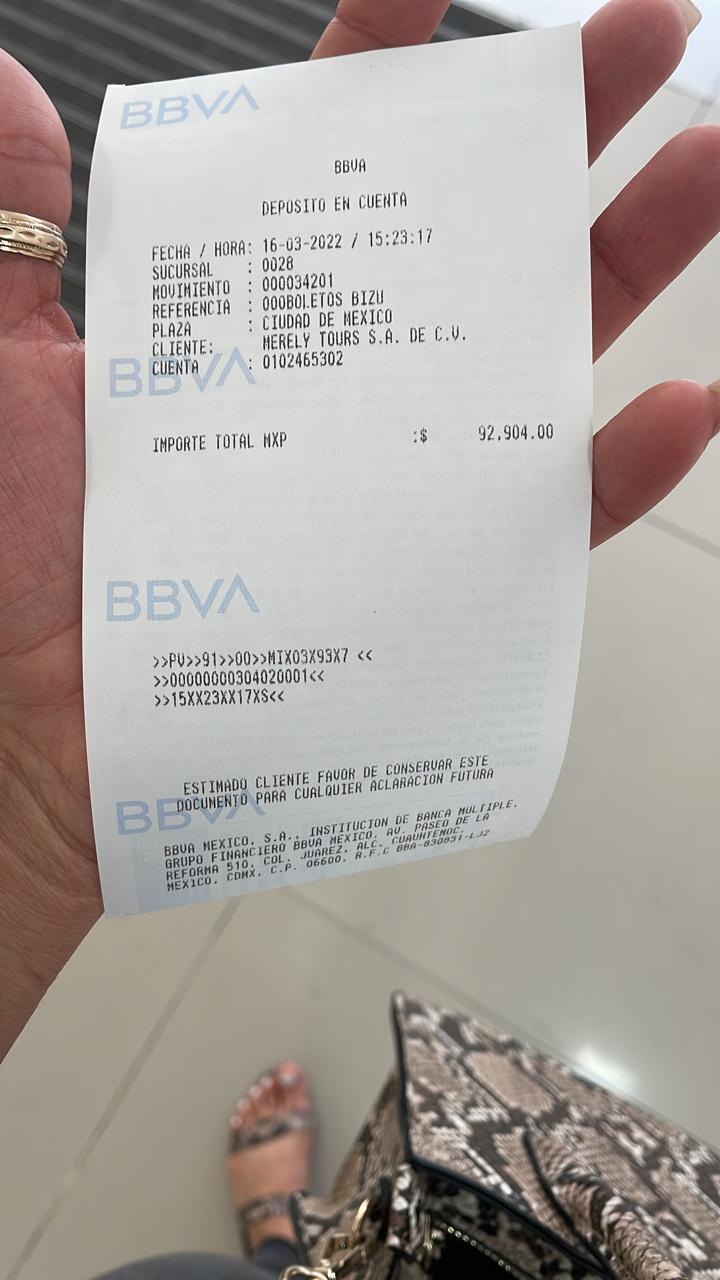 BBVA
BBVA
DEPOSITO EN CUENTA
FECHA / HORA: 16-03-2022 / 15:23:17
SUCURSAL : 0028
MOVIMIENTO : 000034201
REFERENCIA : 000BOLETOS BIZU
PLAZA : CIUDAD DE MEXICO
CLIENTE: MERELY TOURS S.A. DE C.V.
BBVA
CUENTA : 0102465302
IMPORTE TOTAL MXP :$ 92,904.00
BBVA
>>PV>>91>>00>>MIX03X93X7 <<
>>00000000304020001<<
>>15XX23XX17XS<<
ESTIMADO CLIENTE FAVOR DE CONSERVAR ESTE
DOCUMENTO PARA CUALQUIER ACLARACION FUTURA
BBVA
BBVA MEXICO, S.A., INSTITUCION DE BANCA MULTIPLE,
GRUPO FINANCIERO BBVA MEXICO. AV. PASEO DE LA
REFORMA 510, COL. JUAREZ. ALC. CUAUHTEMOC,
MEXICO, CDMX. C.P. 06600. R.F.C BBA-830831-LJ2